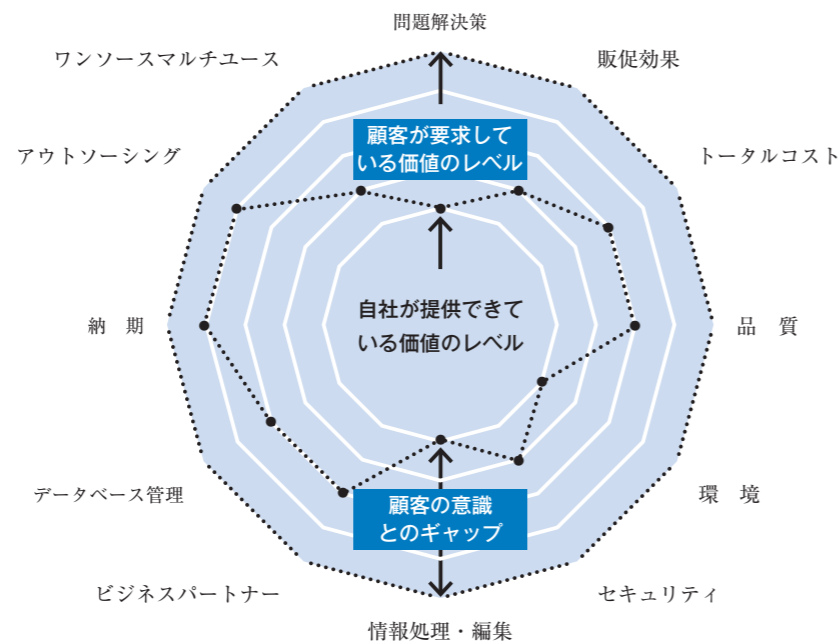 問題解決策
ワンソースマルチユース
販促効果
顧客が要求して
いる価値のレベル
アウトソーシング
トータルコスト
自社が提供できて
いる価値のレベル
納　期
品　質
データベース管理
環　境
顧客の意識
とのギャップ
ビジネスパートナー
セキュリティ
情報処理・編集